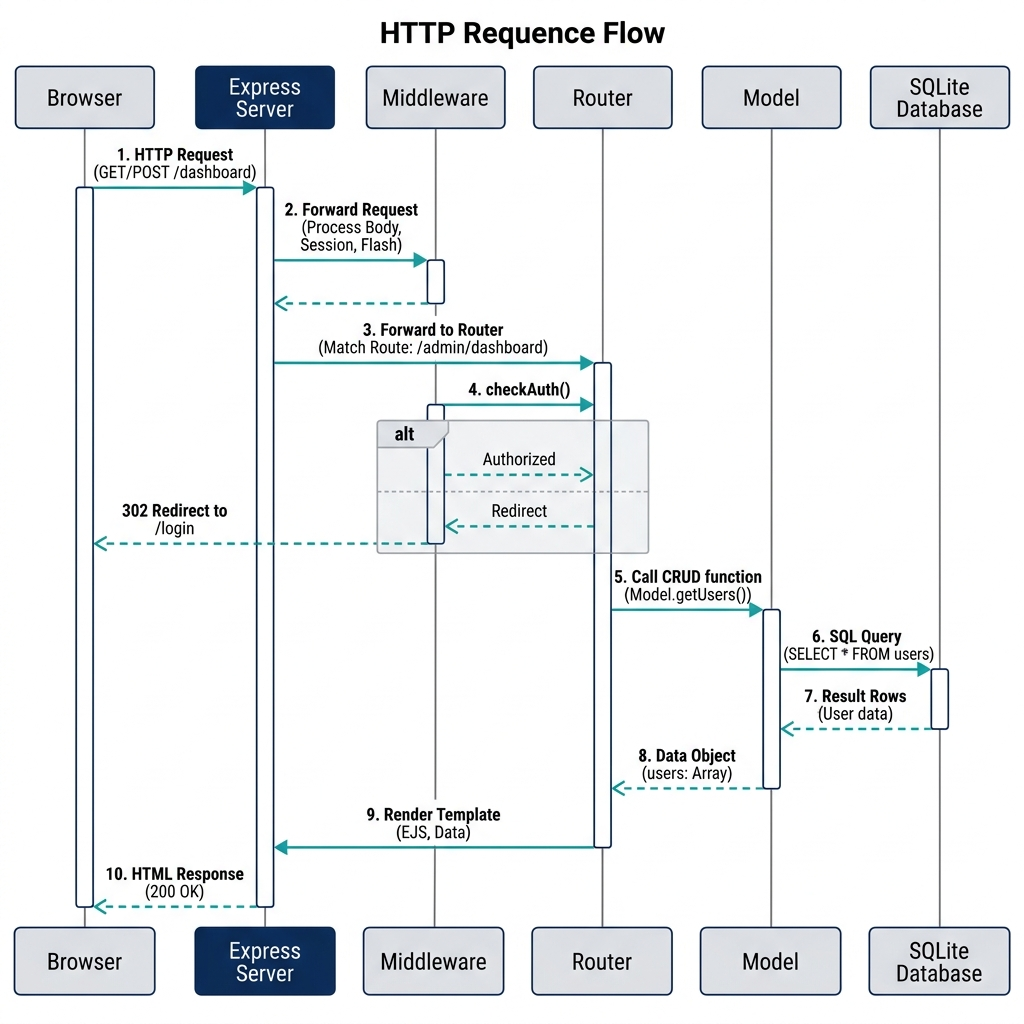 HTTP Requence Flow
Browser
Express
Server
Middleware
Router
Model
SQLite
Database
1. HTTP Request
(GET/POST /dashboard)
2. Forward Request
(Process Body,
Session, Flash)
3. Forward to Router
(Match Route: /admin/dashboard)
4. checkAuth()
alt
Authorized
302 Redirect to
/login
Redirect
5. Call CRUD function
(Model.getUsers())
6. SQL Query
(SELECT * FROM users)
7. Result Rows
(User data)
8. Data Object
(users: Array)
9. Render Template
(EJS, Data)
10. HTML Response
(200 OK)
Browser
Express
Server
Middleware
Router
Model
SQLite
Database